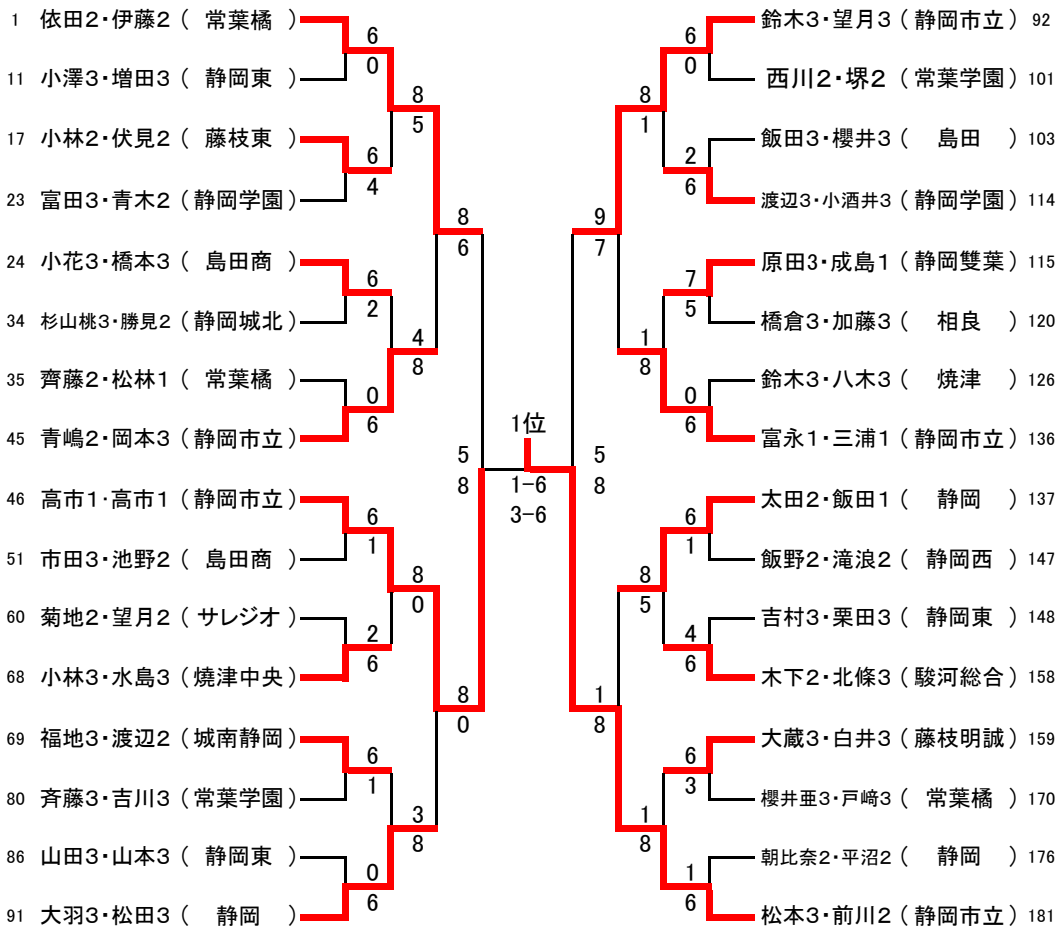 1 依田2・伊藤2 ( 常葉橘 )
6
0
11 小澤3・増田3 ( 静岡東 )
8
5
17 小林2・伏見2 ( 藤枝東 )
6
4
23 富田3・青木2 ( 静岡学園 )
8
6
24 小花3・橋本3 ( 島田商 )
6
2
34 杉山桃3・勝見2 ( 静岡城北 )
4
8
35 齊藤2・松林1 ( 常葉橘 )
0
6
45 青嶋2・岡本3 ( 静岡市立 )
5
8
46 高市1・高市1 ( 静岡市立 )
6
1
51 市田3・池野2 ( 島田商 )
8
0
60 菊地2・望月2 ( サレジオ )
2
6
68 小林3・水島3 ( 焼津中央 )
8
0
69 福地3・渡辺2 ( 城南静岡 )
6
1
80 斉藤3・吉川3 ( 常葉学園 )
3
8
86 山田3・山本3 ( 静岡東 )
0
6
91 大羽3・松田3 ( 静岡 )
1位
1-6
3-6
鈴木3・望月3 ( 静岡市立 ) 92
6
0
西川2・堺2 ( 常葉学園 ) 101
8
1
飯田3・櫻井3 ( 島田 ) 103
2
6
渡辺3・小酒井3 ( 静岡学園 ) 114
9
7
原田3・成島1 ( 静岡雙葉 ) 115
7
5
橋倉3・加藤3 ( 相良 ) 120
1
8
鈴木3・八木3 ( 焼津 ) 126
0
6
富永1・三浦1 ( 静岡市立 ) 136
5
8
太田2・飯田1 ( 静岡 ) 137
6
1
飯野2・滝浪2 ( 静岡西 ) 147
8
5
吉村3・栗田3 ( 静岡東 ) 148
4
6
木下2・北條3 ( 駿河総合 ) 158
1
8
大蔵3・白井3 ( 藤枝明誠 ) 159
6
3
櫻井亜3・戸﨑3 ( 常葉橘 ) 170
1
8
朝比奈2・平沼2 ( 静岡 ) 176
1
6
松本3・前川2 ( 静岡市立 ) 181